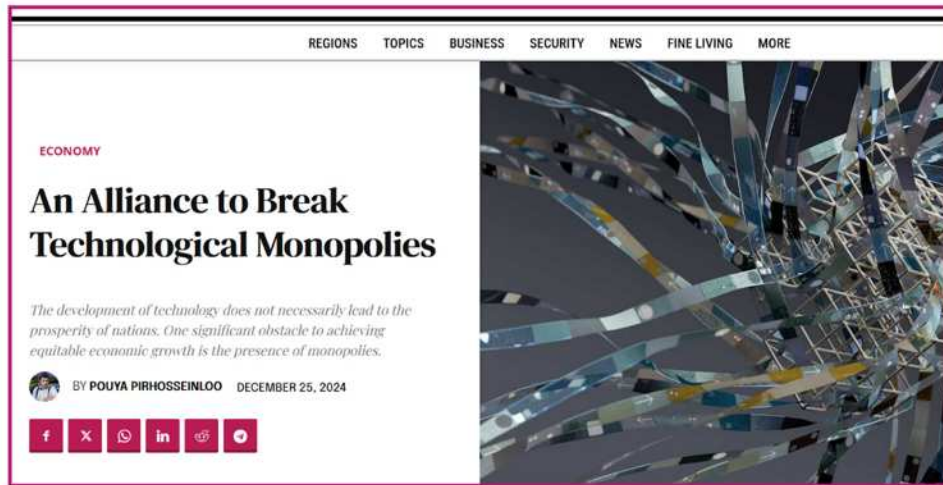 REGIONS TOPICS BUSINESS SECURITY NEWS FINE LIVING MORE
ECONOMY
An Alliance to Break
Technological Monopolies
The development of technology does not necessarily lead to the
prosperity of nations. One significant obstacle to achieving
equitable economic growth is the presence of monopolies.
BY POUYA PIRHOSSEINLOO DECEMBER 25, 2024